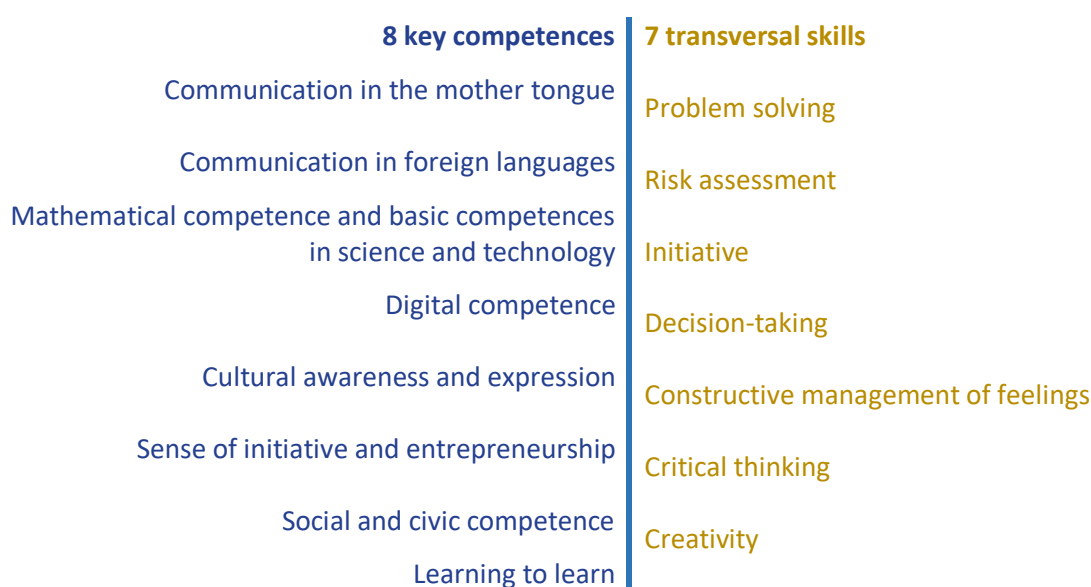 8 key competences
Communication in the mother tongue
Communication in foreign languages
Mathematical competence and basic competences
in science and technology
Digital competence
Cultural awareness and expression
Sense of initiative and entrepreneurship
Social and civic competence
Learning to learn
7 transversal skills
Problem solving
Risk assessment
Initiative
Decision-taking
Constructive management of feelings
Critical thinking
Creativity